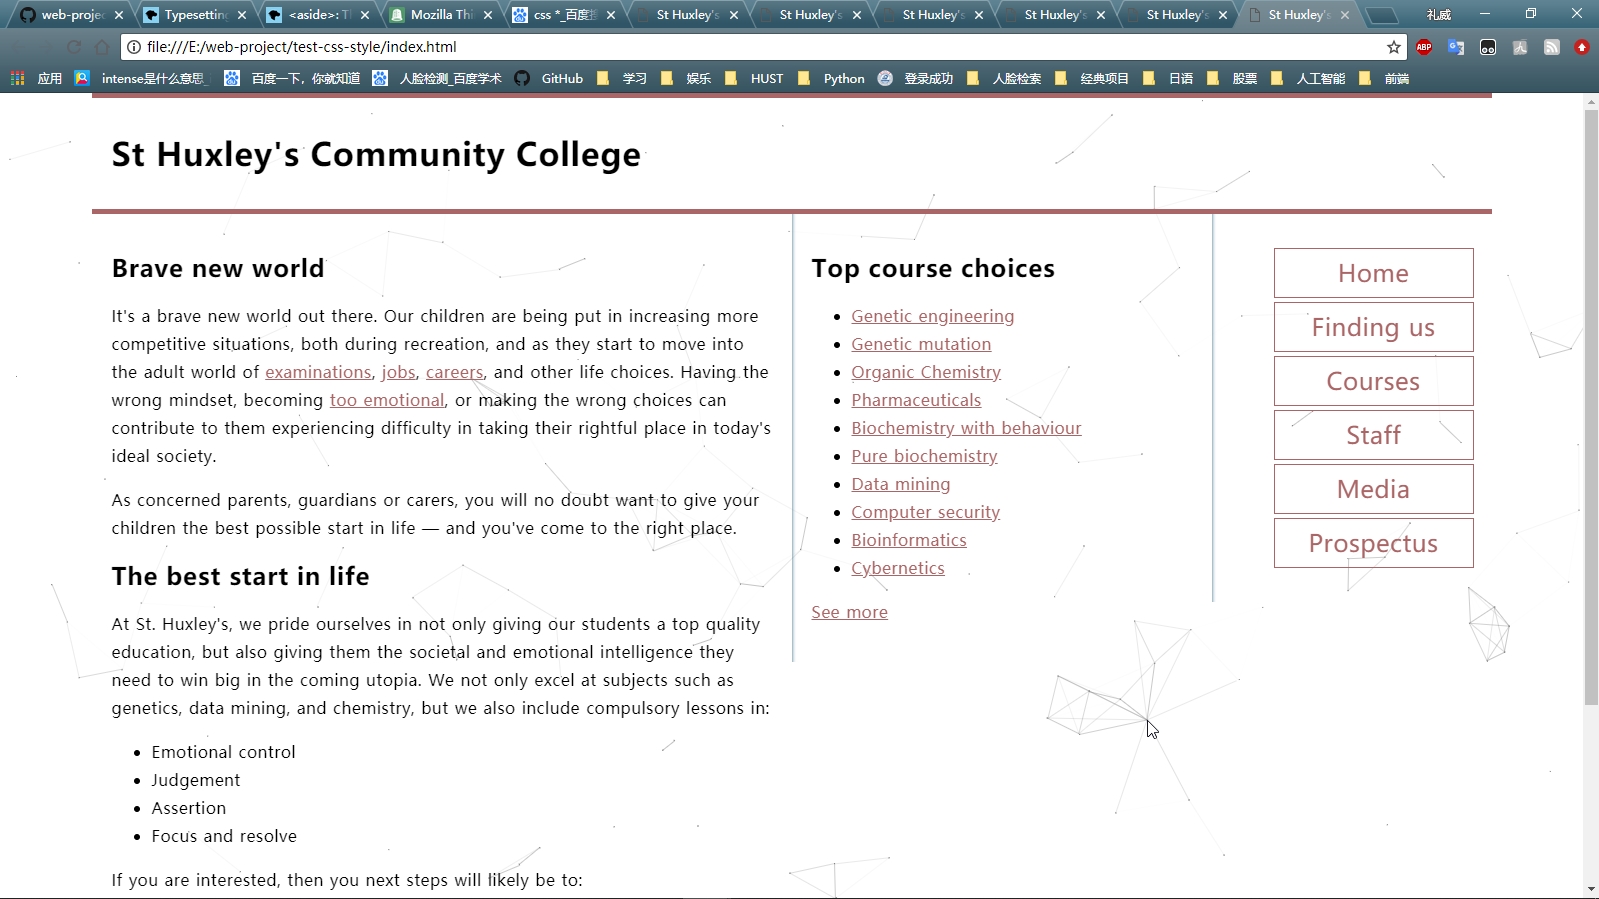 web-projec
Typesetting
<aside>: Th
Mozilla Thi
css *_百度搜
St Huxley's
St Huxley's
St Huxley's
St Huxley's
St Huxley's
St Huxley's
礼威
file:///E:/web-project/test-css-style/index.html
ABP
应用
intense是什么意思_
百度一下，你就知道
人脸检测_百度学术
GitHub
学习
娱乐
HUST
Python
登录成功
人脸检索
经典项目
日语
股票
人工智能
前端
St Huxley's Community College
Brave new world
It's a brave new world out there. Our children are being put in increasing more
competitive situations, both during recreation, and as they start to move into
the adult world of examinations, jobs, careers, and other life choices. Having the
wrong mindset, becoming too emotional, or making the wrong choices can
contribute to them experiencing difficulty in taking their rightful place in today's
ideal society.
As concerned parents, guardians or carers, you will no doubt want to give your
children the best possible start in life — and you've come to the right place.
The best start in life
At St. Huxley's, we pride ourselves in not only giving our students a top quality
education, but also giving them the societal and emotional intelligence they
need to win big in the coming utopia. We not only excel at subjects such as
genetics, data mining, and chemistry, but we also include compulsory lessons in:
Emotional control
Judgement
Assertion
Focus and resolve
If you are interested, then you next steps will likely be to:
Top course choices
Genetic engineering
Genetic mutation
Organic Chemistry
Pharmaceuticals
Biochemistry with behaviour
Pure biochemistry
Data mining
Computer security
Bioinformatics
Cybernetics
See more
Home
Finding us
Courses
Staff
Media
Prospectus